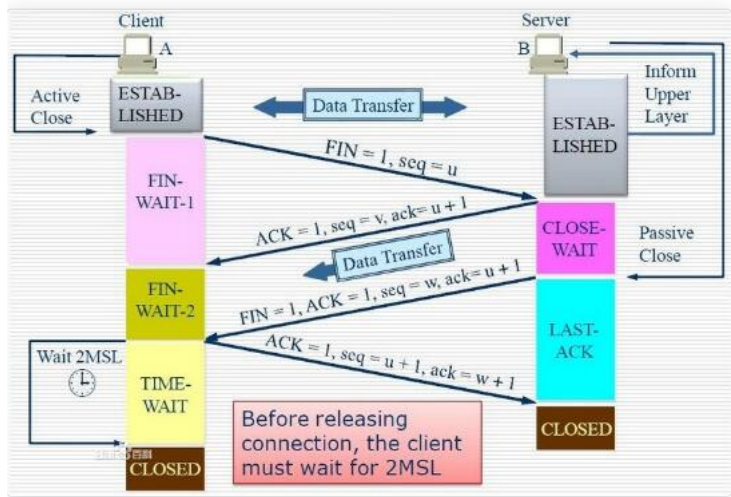 Client
Server
A
B
Active
Close
ESTAB-
LISHED
Data Transfer
ESTAB-
LISHED
Inform
Upper
Layer
FIN = 1, seq = u
FIN-
WAIT-1
ACK = 1, seq = v, ack= u + 1
CLOSE-
WAIT
Passive
Close
Data Transfer
FIN-
WAIT-2
FIN = 1, ACK = 1, seq = w, ack= u + 1
LAST-
ACK
ACK = 1, seq = u + 1, ack = w + 1
Wait 2MSL
TIME-
WAIT
Before releasing
connection, the client
must wait for 2MSL
CLOSED
百科
CLOSED